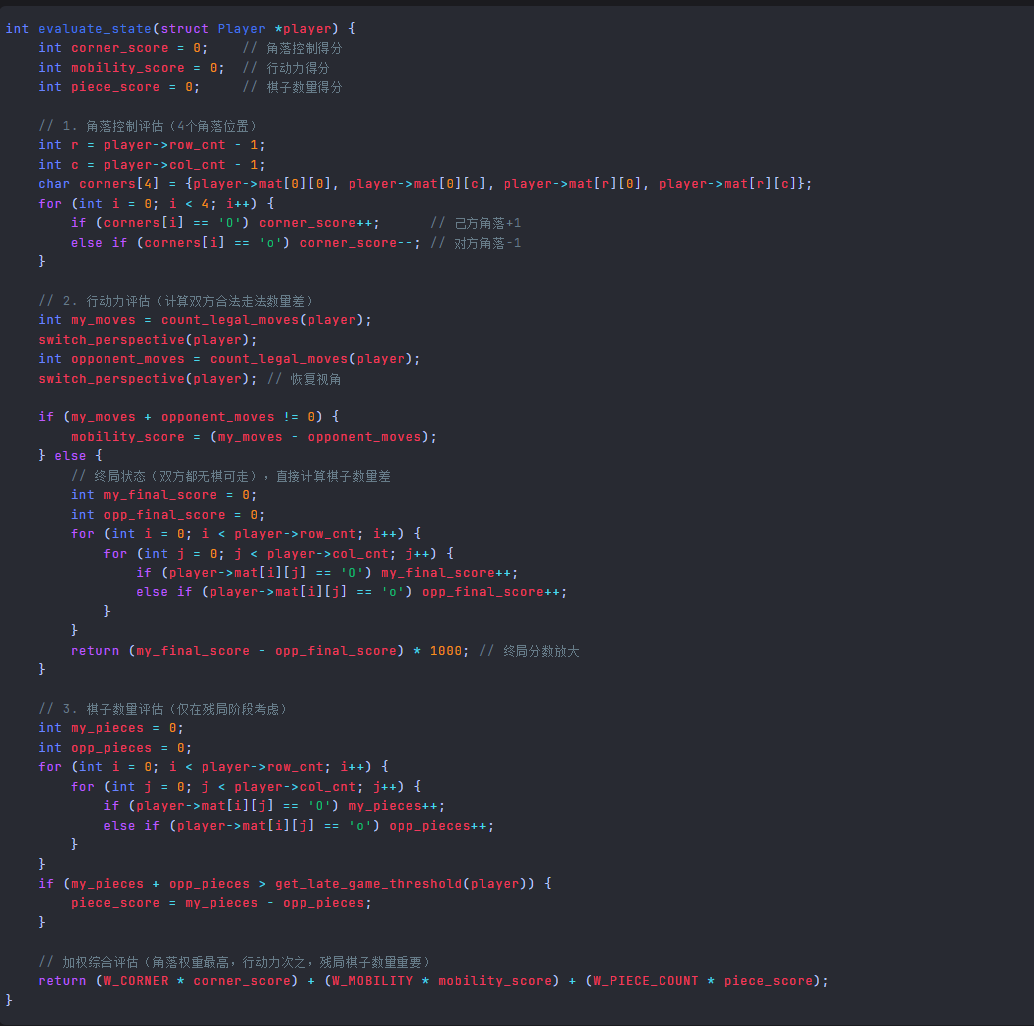 int evaluate_state(struct Player *player) {
    int corner_score = 0;    // 角落控制得分
    int mobility_score = 0;  // 行动力得分
    int piece_score = 0;     // 棋子数量得分

    // 1. 角落控制评估（4个角落位置）
    int r = player->row_cnt - 1;
    int c = player->col_cnt - 1;
    char corners[4] = {player->mat[0][0], player->mat[0][c], player->mat[r][0], player->mat[r][c]};
    for (int i = 0; i < 4; i++) {
        if (corners[i] == 'O') corner_score++;      // 己方角落+1
        else if (corners[i] == 'o') corner_score--; // 对方角落-1
    }

    // 2. 行动力评估（计算双方合法走法数量差）
    int my_moves = count_legal_moves(player);
    switch_perspective(player);
    int opponent_moves = count_legal_moves(player);
    switch_perspective(player); // 恢复视角

    if (my_moves + opponent_moves != 0) {
        mobility_score = (my_moves - opponent_moves);
    } else {
        // 终局状态（双方都无棋可走），直接计算棋子数量差
        int my_final_score = 0;
        int opp_final_score = 0;
        for (int i = 0; i < player->row_cnt; i++) {
            for (int j = 0; j < player->col_cnt; j++) {
                if (player->mat[i][j] == 'O') my_final_score++;
                else if (player->mat[i][j] == 'o') opp_final_score++;
            }
        }
        return (my_final_score - opp_final_score) * 1000; // 终局分数放大
    }

    // 3. 棋子数量评估（仅在残局阶段考虑）
    int my_pieces = 0;
    int opp_pieces = 0;
    for (int i = 0; i < player->row_cnt; i++) {
        for (int j = 0; j < player->col_cnt; j++) {
            if (player->mat[i][j] == 'O') my_pieces++;
            else if (player->mat[i][j] == 'o') opp_pieces++;
        }
    }
    if (my_pieces + opp_pieces > get_late_game_threshold(player)) {
        piece_score = my_pieces - opp_pieces;
    }

    // 加权综合评估（角落权重最高，行动力次之，残局棋子数量重要）
    return (W_CORNER * corner_score) + (W_MOBILITY * mobility_score) + (W_PIECE_COUNT * piece_score);
}